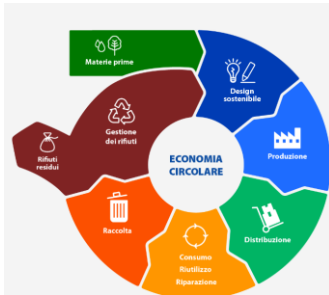 Materie prime
Design
sostenibile
Produzione
Distribuzione
Consumo
Riutilizzo
Riparazione
Raccolta
Rifiuti
residui
Gestione
dei rifiuti
ECONOMIA
CIRCOLARE